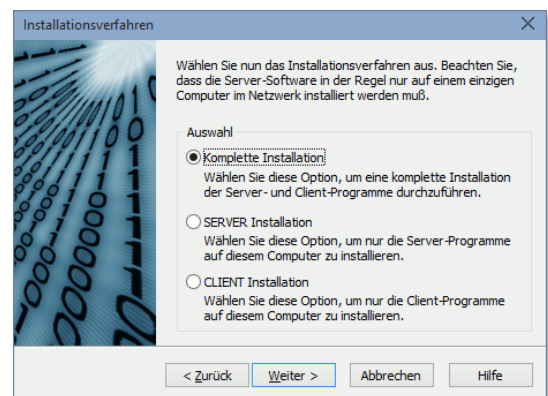 Installationsverfahren
Wählen Sie nun das Installationsverfahren aus. Beachten Sie,
dass die Server-Software in der Regel nur auf einem einzigen
Computer im Netzwerk installiert werden muß.
Auswahl
Komplette Installation
Wählen Sie diese Option, um eine komplette Installation
der Server- und Client-Programme durchzuführen.
SERVER Installation
Wählen Sie diese Option, um nur die Server-Programme
auf diesem Computer zu installieren.
CLIENT Installation
Wählen Sie diese Option, um nur die Client-Programme
auf diesem Computer zu installieren.
< Zurück Weiter > Abbrechen Hilfe